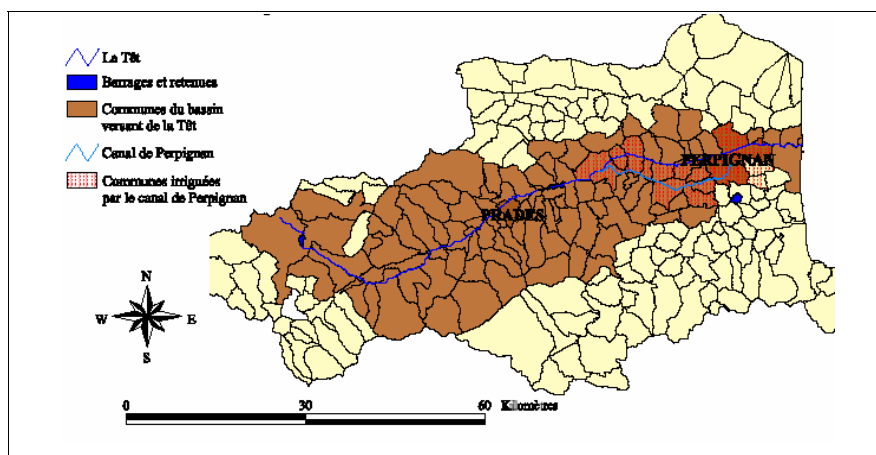 La Têt
Barrages et retenues
Communes du bassin
versant de la Têt
Canal de Perpignan
Communes irriguées
par le canal de Perpignan
PERPIGNAN
PRADES
N
W
E
S
0
30
60
Kilomètres